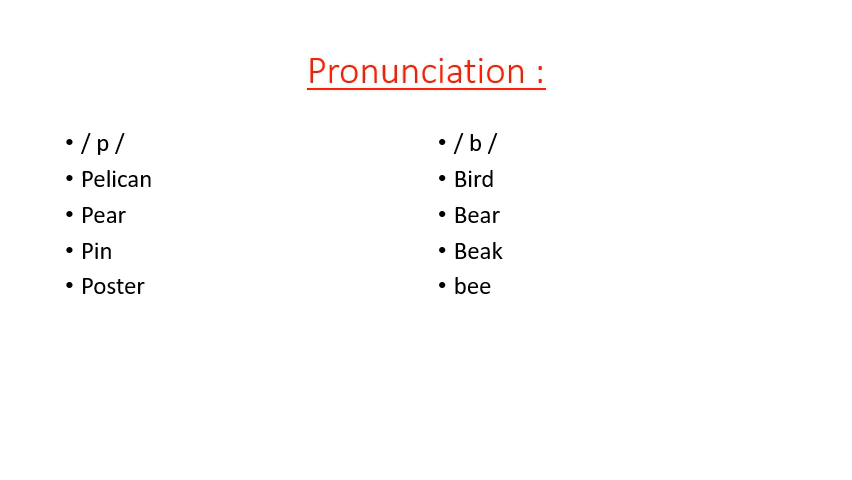 Pronunciation :
• / p /
• Pelican
• Pear
• Pin
• Poster
• / b /
• Bird
• Bear
• Beak
• bee